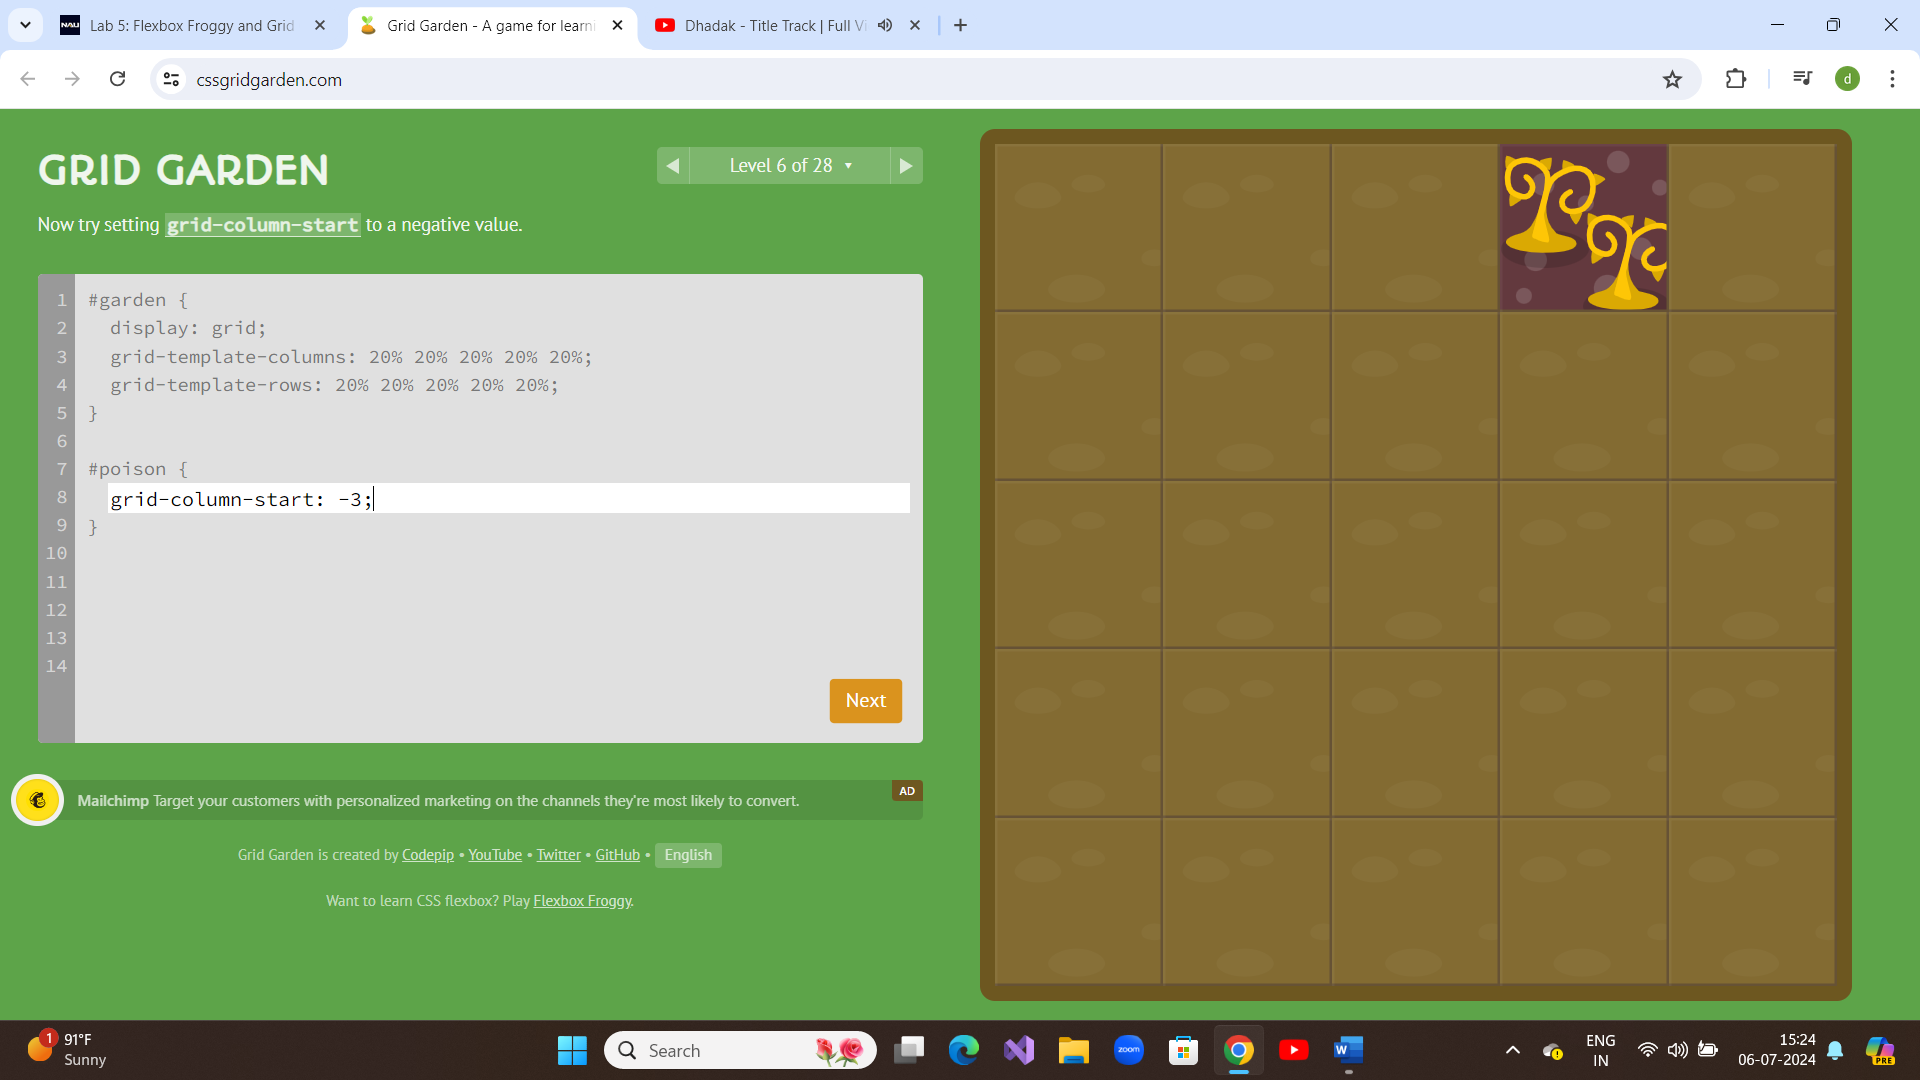 NAU Lab 5: Flexbox Froggy and Grid
Grid Garden - A game for learni
Dhadak - Title Track | Full Vi
cssgridgarden.com
d
GRID GARDEN
Level 6 of 28
Now try setting grid-column-start to a negative value.
1 #garden {
2 display: grid;
3 grid-template-columns: 20% 20% 20% 20% 20%;
4 grid-template-rows: 20% 20% 20% 20% 20%;
5 }
6
7 #poison {
8 grid-column-start: -3;
9 }
10
11
12
13
14
Next
Mailchimp Target your customers with personalized marketing on the channels they're most likely to convert.
AD
Grid Garden is created by Codepip • YouTube • Twitter • GitHub • English
Want to learn CSS flexbox? Play Flexbox Froggy.
1
91°F
Sunny
Search
zoom
W
ENG
IN
15:24
06-07-2024
PRE